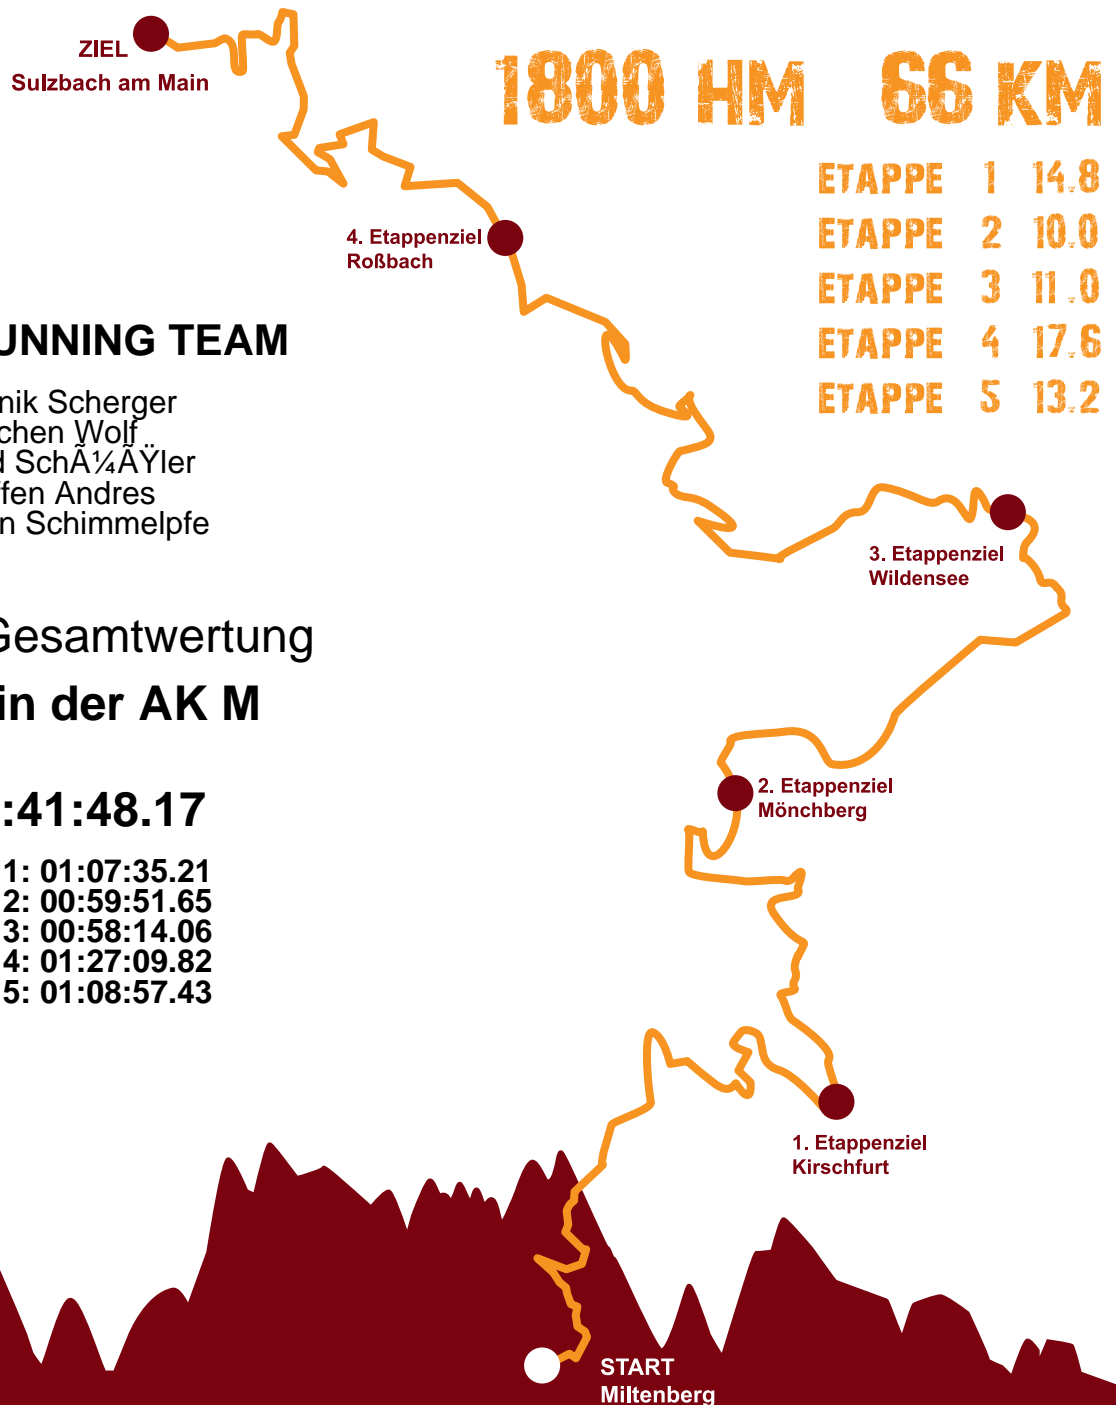 ZIEL
Sulzbach am Main
1800 HM 66 KM
ETAPPE 1 14.8
ETAPPE 2 10.0
ETAPPE 3 11.0
ETAPPE 4 17.6
ETAPPE 5 13.2
4. Etappenziel
Roßbach
UNNING TEAM
nik Scherger
chen Wolf
d SchÃ¼ÃŸler
ffen Andres
n Schimmelpfe
3. Etappenziel
Wildensee
Gesamtwertung
in der AK M
2. Etappenziel
Mönchberg
:41:48.17
1: 01:07:35.21
2: 00:59:51.65
3: 00:58:14.06
4: 01:27:09.82
5: 01:08:57.43
1. Etappenziel
Kirschfurt
START
Miltenberg